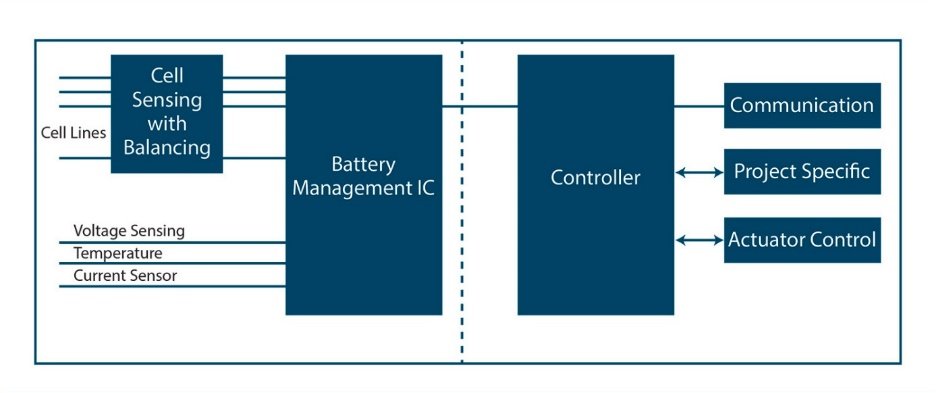 Cell
Sensing
with
Balancing
Cell Lines
Battery
Management IC
Voltage Sensing
Temperature
Current Sensor
Controller
Communication
Project Specific
Actuator Control